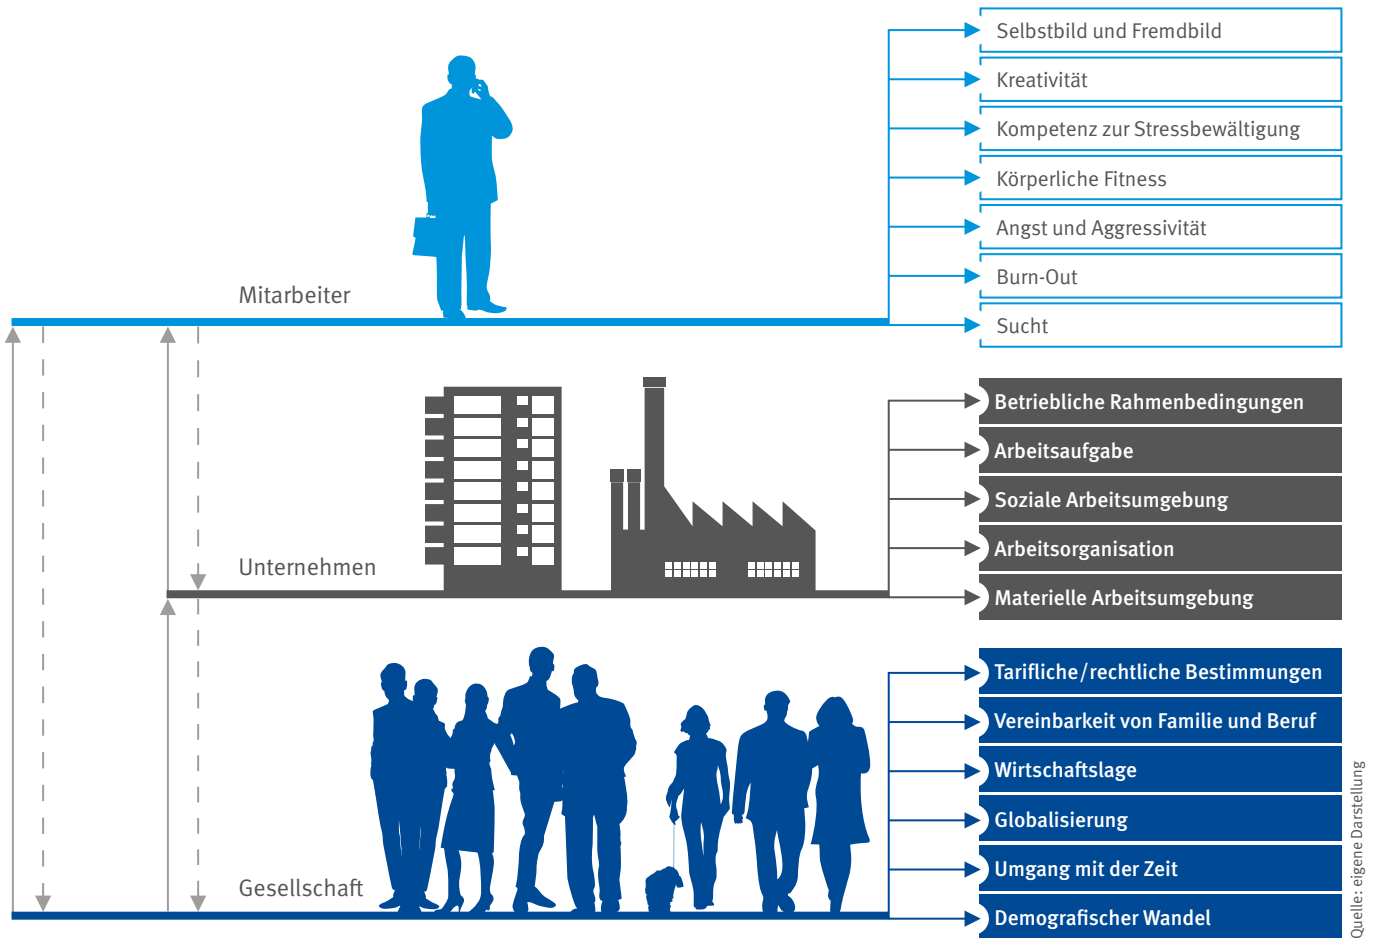 Selbstbild und Fremdbild
Kreativität
Kompetenz zur Stressbewältigung
Körperliche Fitness
Angst und Aggressivität
Burn-Out
Sucht
Mitarbeiter
Betriebliche Rahmenbedingungen
Arbeitsaufgabe
Soziale Arbeitsumgebung
Arbeitsorganisation
Materielle Arbeitsumgebung
Unternehmen
Tarifliche/rechtliche Bestimmungen
Vereinbarkeit von Familie und Beruf
Wirtschaftslage
Globalisierung
Umgang mit der Zeit
Demografischer Wandel
Gesellschaft
Quelle: eigene Darstellung